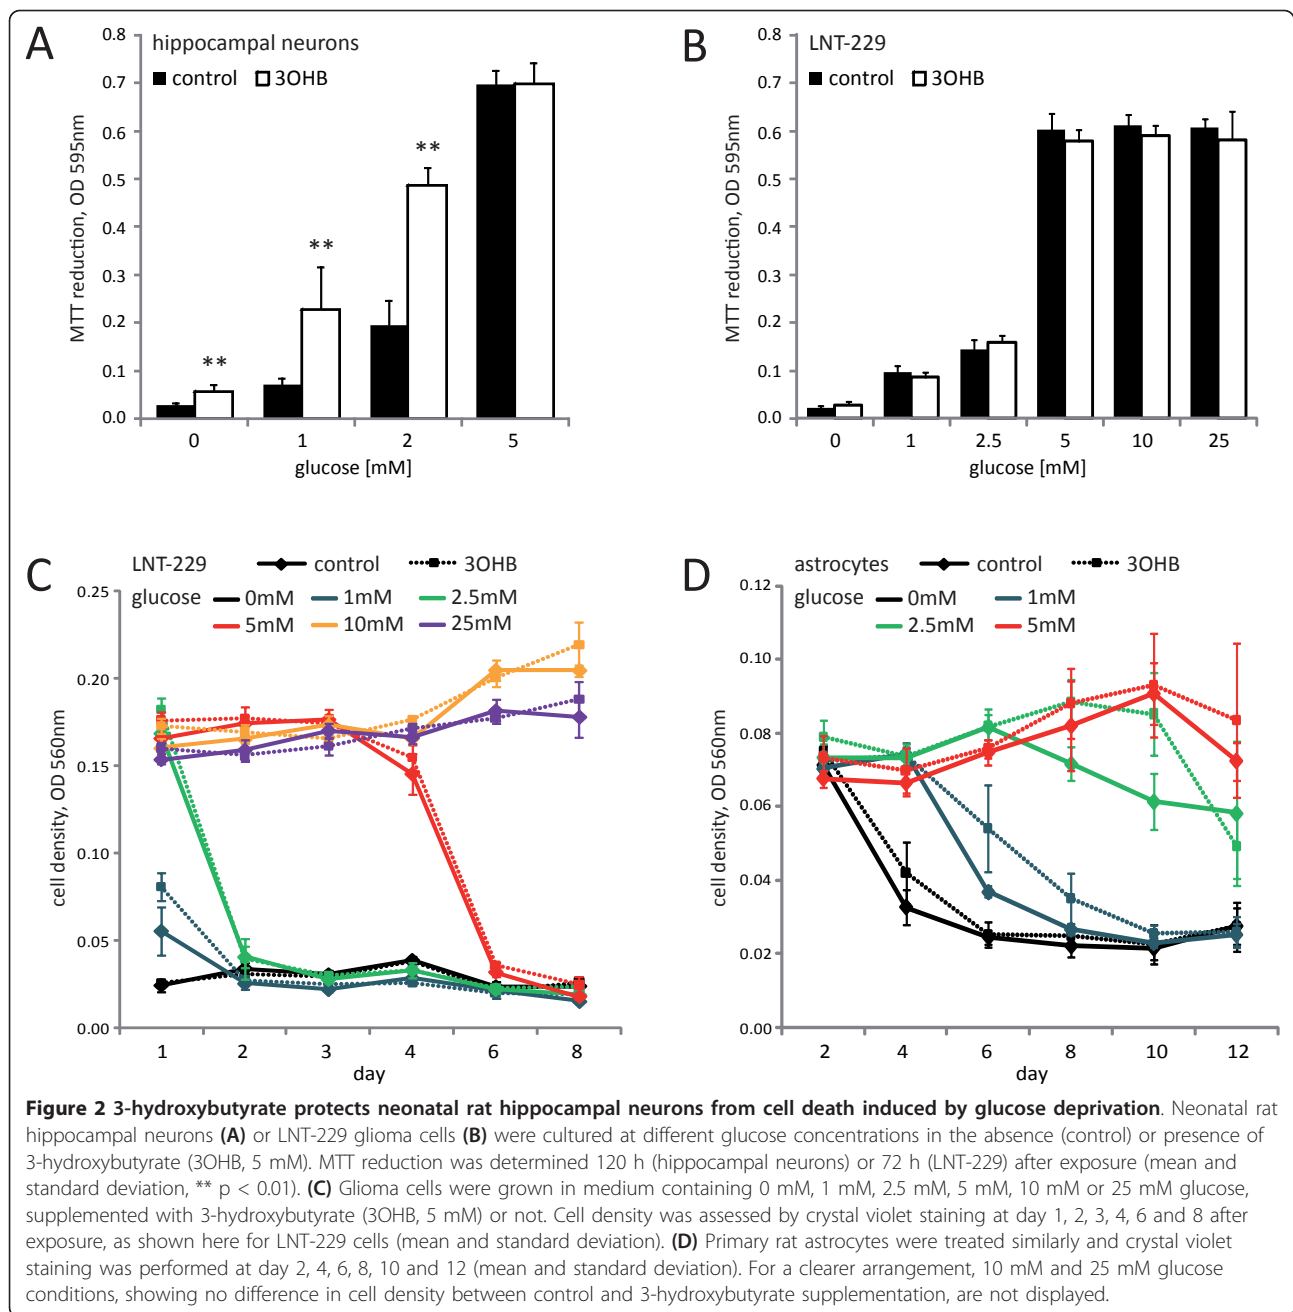 A
hippocampal neurons
control 3OHB
MTT reduction, OD 595nm
0.8
0.7
0.6
0.5
0.4
0.3
0.2
0.1
0.0
**
**
**
0 1 2 5
glucose [mM]
B
LNT-229
control 3OHB
MTT reduction, OD 595nm
0.8
0.7
0.6
0.5
0.4
0.3
0.2
0.1
0.0
0 1 2.5 5 10 25
glucose [mM]
C
LNT-229 control 3OHB
glucose 0mM 1mM 2.5mM
5mM 10mM 25mM
cell density, OD 560nm
0.25
0.20
0.15
0.10
0.05
0.00
1 2 3 4 6 8
day
D
astrocytes control 3OHB
glucose 0mM 1mM
2.5mM 5mM
cell density, OD 560nm
0.12
0.10
0.08
0.06
0.04
0.02
0.00
2 4 6 8 10 12
day
Figure 2 3-hydroxybutyrate protects neonatal rat hippocampal neurons from cell death induced by glucose deprivation. Neonatal rat
hippocampal neurons (A) or LNT-229 glioma cells (B) were cultured at different glucose concentrations in the absence (control) or presence of
3-hydroxybutyrate (3OHB, 5 mM). MTT reduction was determined 120 h (hippocampal neurons) or 72 h (LNT-229) after exposure (mean and
standard deviation, ** p < 0.01). (C) Glioma cells were grown in medium containing 0 mM, 1 mM, 2.5 mM, 5 mM, 10 mM or 25 mM glucose,
supplemented with 3-hydroxybutyrate (3OHB, 5 mM) or not. Cell density was assessed by crystal violet staining at day 1, 2, 3, 4, 6 and 8 after
exposure, as shown here for LNT-229 cells (mean and standard deviation). (D) Primary rat astrocytes were treated similarly and crystal violet
staining was performed at day 2, 4, 6, 8, 10 and 12 (mean and standard deviation). For a clearer arrangement, 10 mM and 25 mM glucose
conditions, showing no difference in cell density between control and 3-hydroxybutyrate supplementation, are not displayed.